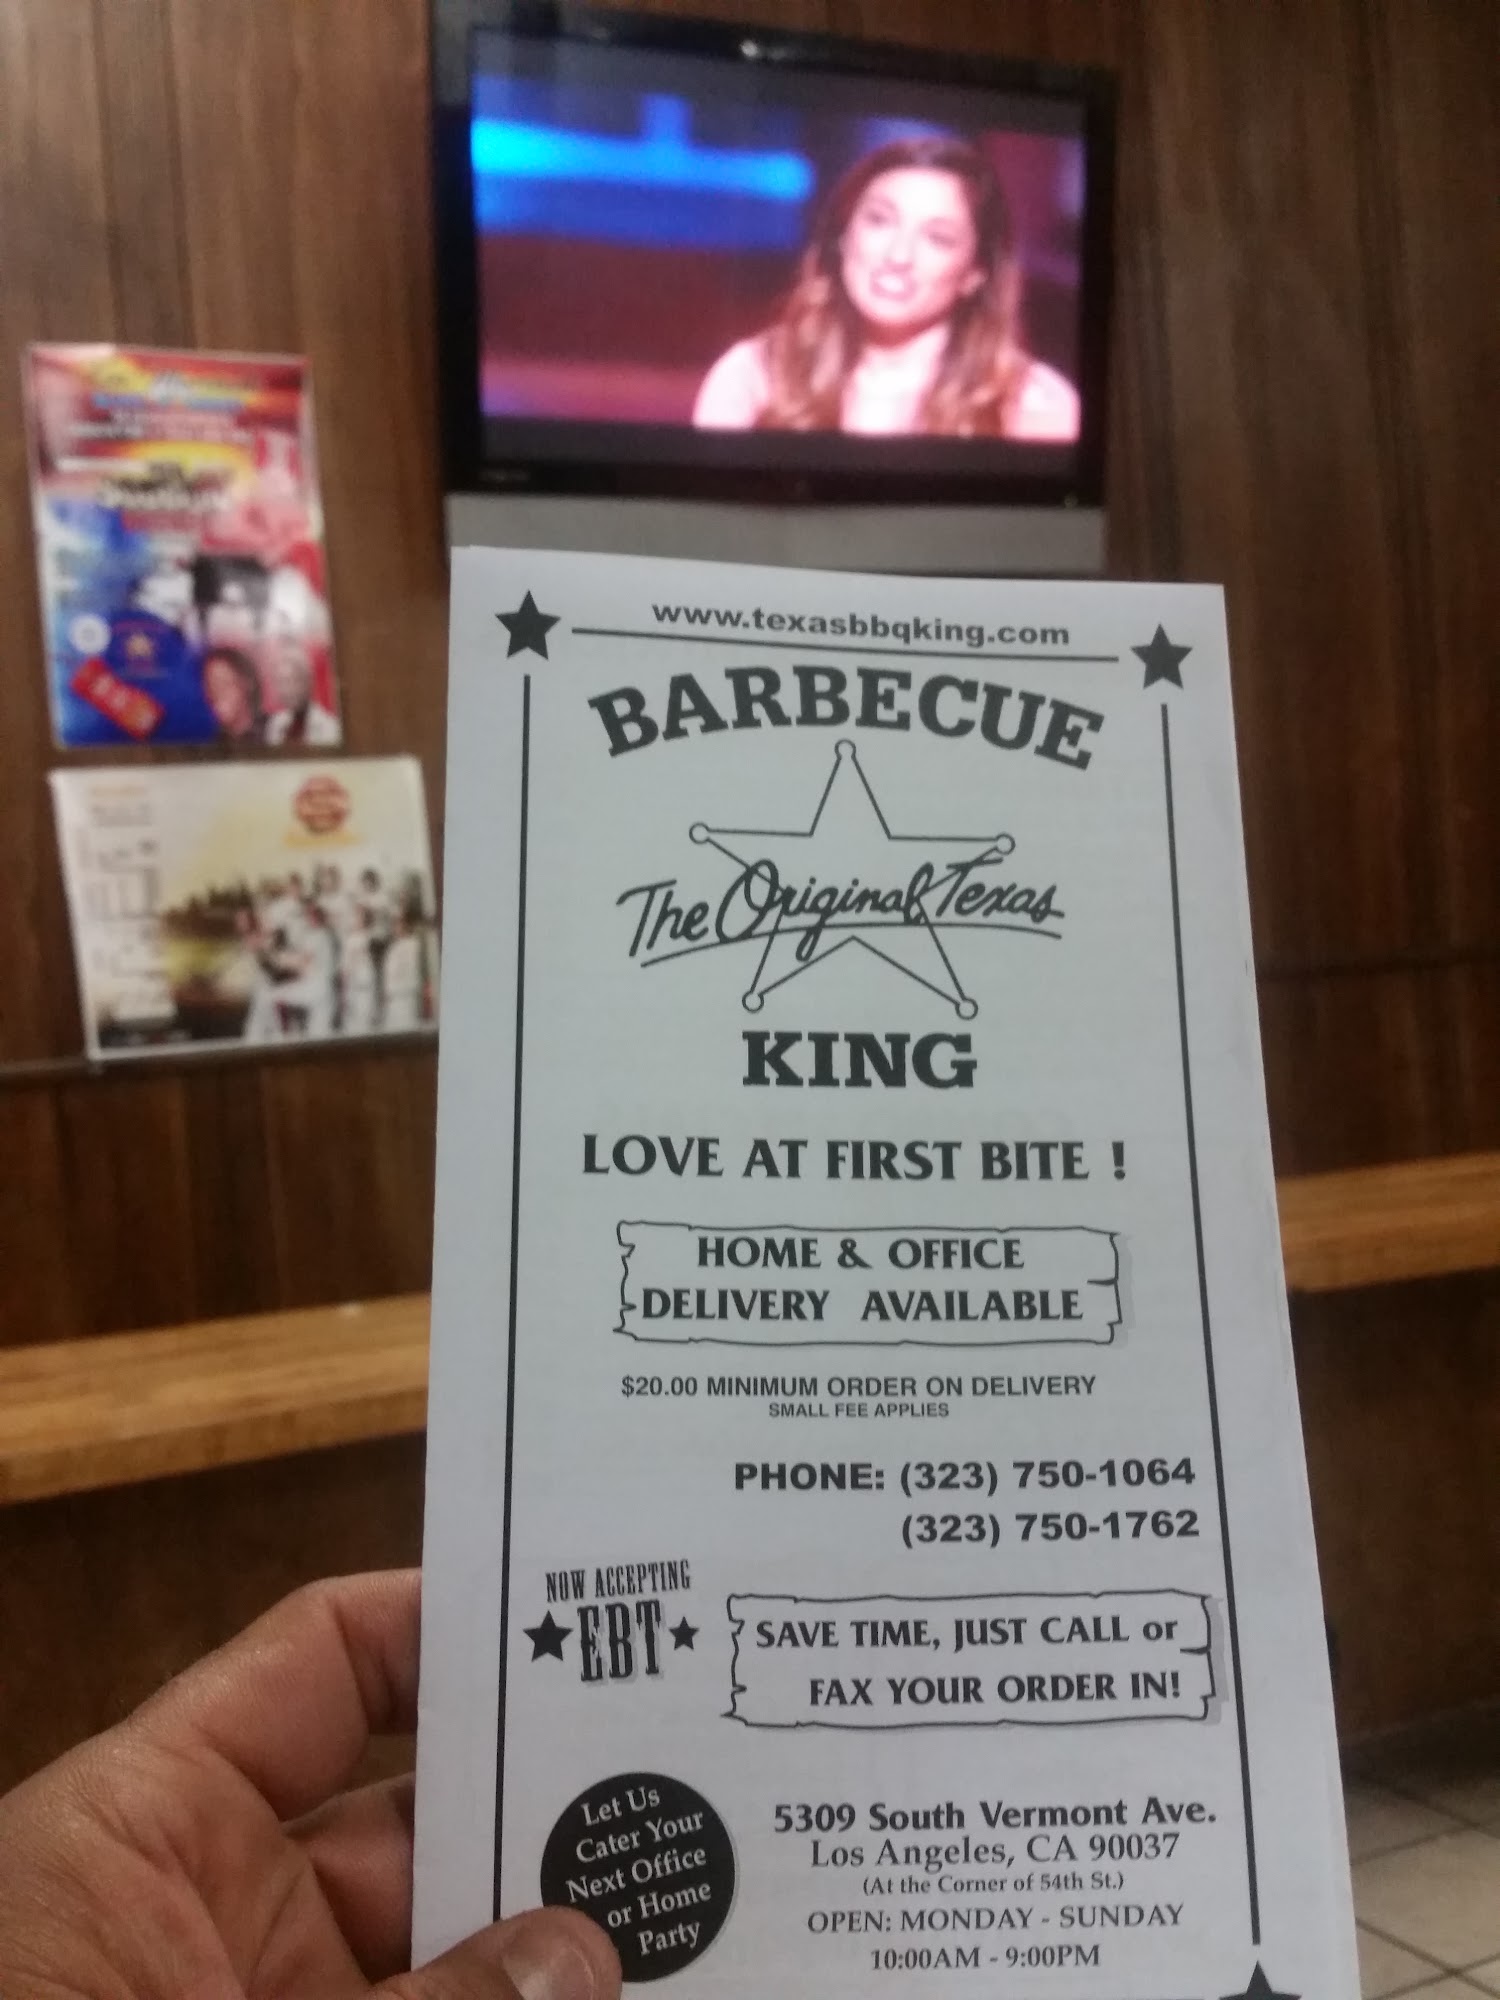 www.texasbbqking.com
BARBECUE
The Original Texas
KING
LOVE AT FIRST BITE !
HOME & OFFICE
DELIVERY AVAILABLE
$20.00 MINIMUM ORDER ON DELIVERY
SMALL FEE APPLIES
PHONE: (323) 750-1064
(323) 750-1762
NOW ACCEPTING
EBT
SAVE TIME, JUST CALL or
FAX YOUR ORDER IN!
Let Us
Cater Your
Next Office
or Home
Party
5309 South Vermont Ave.
Los Angeles, CA 90037
(At the Corner of 54th St.)
OPEN: MONDAY - SUNDAY
10:00AM - 9:00PM